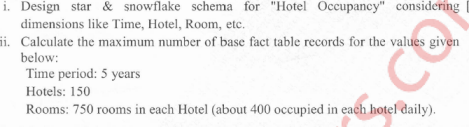 i. Design star & snowflake schema for "Hotel Occupancy" considering [
dimensions like Time, Hotel, Room, etc.
ii. Calculate the maximum number of base fact table records for the values given
below:
Time period: 5 years
Hotels: 150
Rooms: 750 rooms in each Hotel (about 400 occupied in each hotel daily).